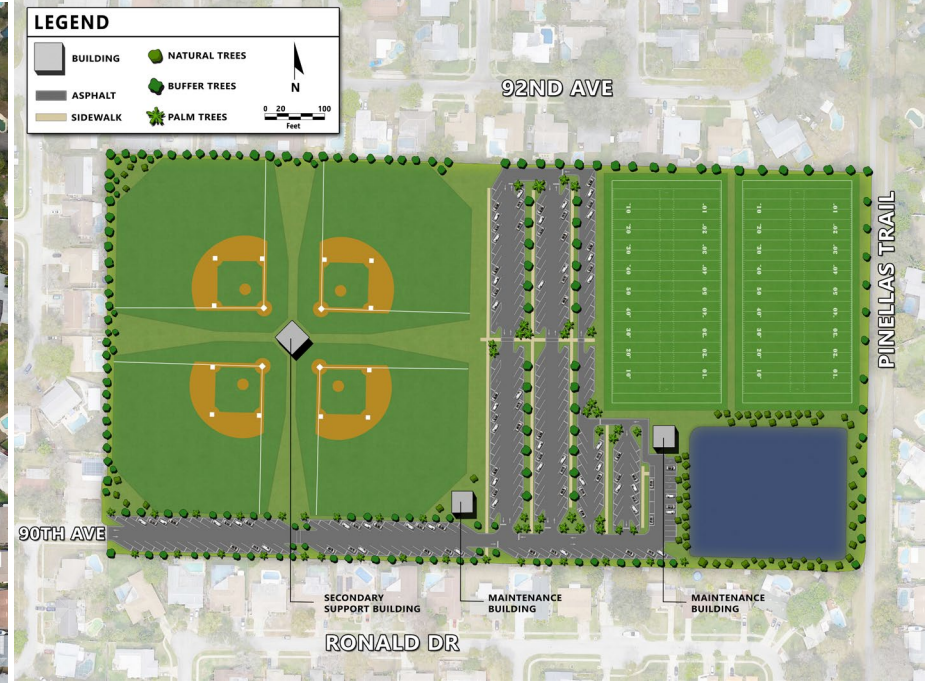 LEGEND
BUILDING
ASPHALT
SIDEWALK
NATURAL TREES
BUFFER TREES
PALM TREES
N
0 20 100
Feet
92ND AVE
PINELLAS TRAIL
90TH AVE
SECONDARY
SUPPORT BUILDING
MAINTENANCE
BUILDING
MAINTENANCE
BUILDING
RONALD DR